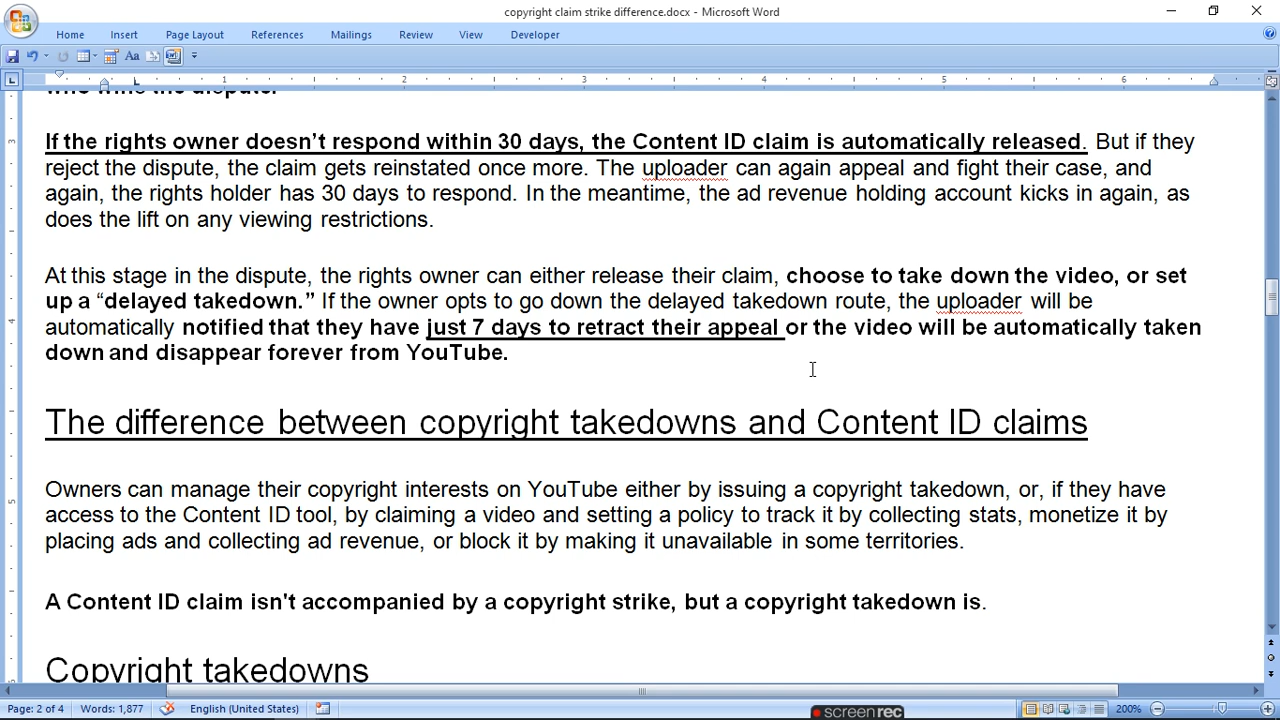 copyright claim strike difference.docx - Microsoft Word
Home Insert Page Layout References Mailings Review View Developer
Aa
1 2 3 4 5 6
who wins the dispute.
If the rights owner doesn’t respond within 30 days, the Content ID claim is automatically released. But if they
reject the dispute, the claim gets reinstated once more. The uploader can again appeal and fight their case, and
again, the rights holder has 30 days to respond. In the meantime, the ad revenue holding account kicks in again, as
does the lift on any viewing restrictions.
At this stage in the dispute, the rights owner can either release their claim, choose to take down the video, or set
up a “delayed takedown.” If the owner opts to go down the delayed takedown route, the uploader will be
automatically notified that they have just 7 days to retract their appeal or the video will be automatically taken
down and disappear forever from YouTube.
The difference between copyright takedowns and Content ID claims
Owners can manage their copyright interests on YouTube either by issuing a copyright takedown, or, if they have
access to the Content ID tool, by claiming a video and setting a policy to track it by collecting stats, monetize it by
placing ads and collecting ad revenue, or block it by making it unavailable in some territories.
A Content ID claim isn't accompanied by a copyright strike, but a copyright takedown is.
Copyright takedowns
Page: 2 of 4 Words: 1,877 English (United States) 200%
screenrec